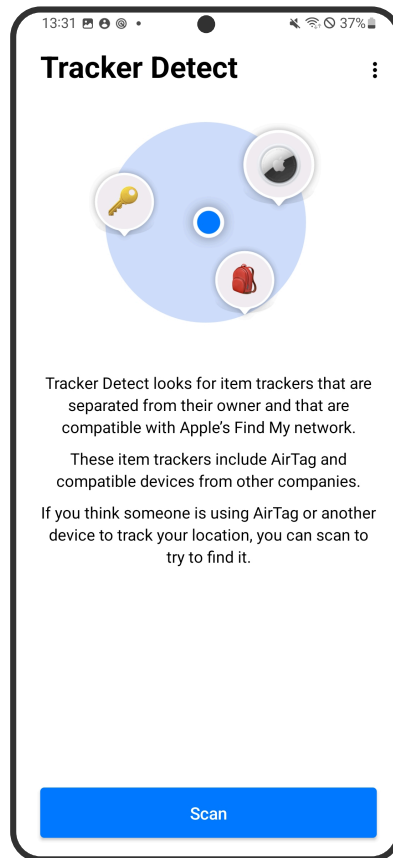 13:31 37%
Tracker Detect
Tracker Detect looks for item trackers that are
separated from their owner and that are
compatible with Apple’s Find My network.
These item trackers include AirTag and
compatible devices from other companies.
If you think someone is using AirTag or another
device to track your location, you can scan to
try to find it.
Scan